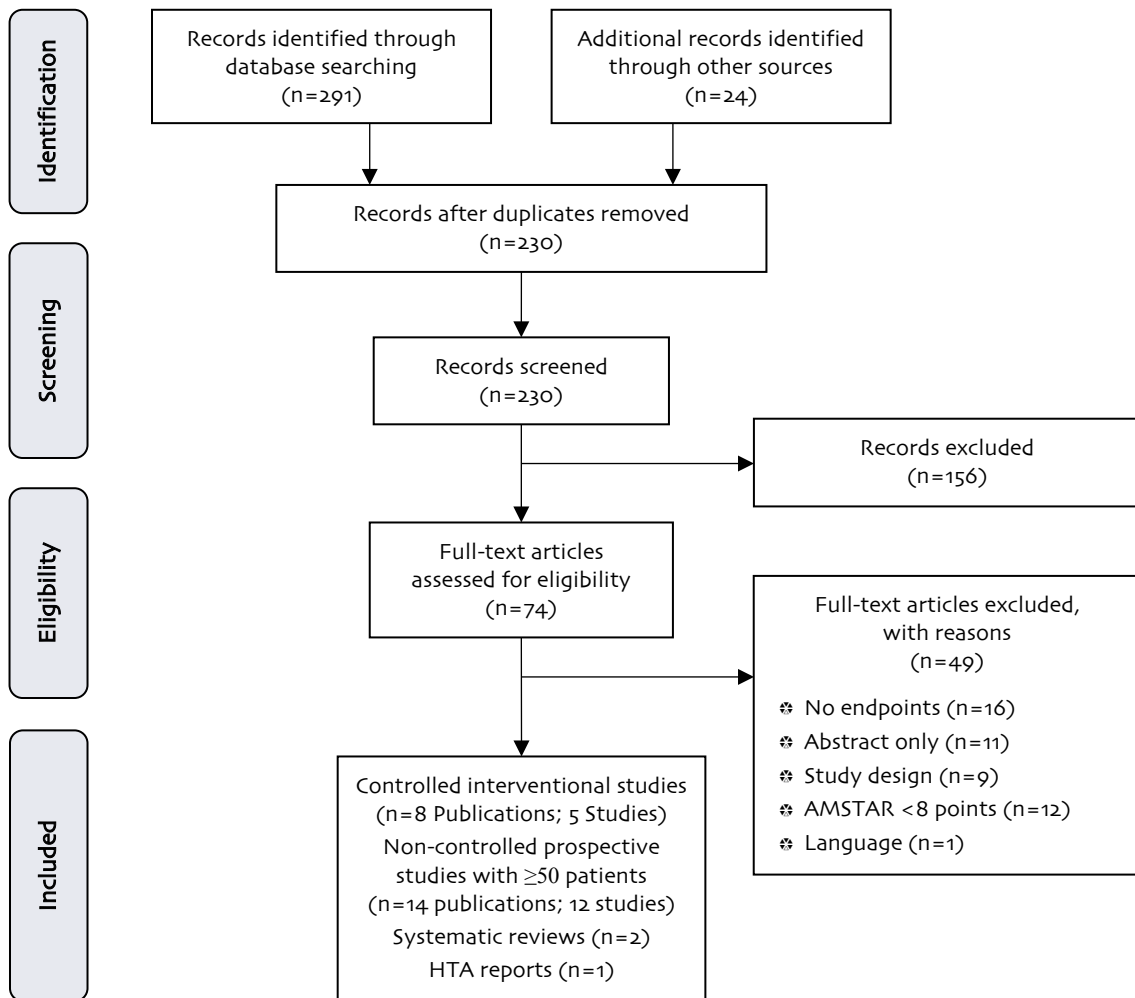 Identification
Records identified through
database searching
(n=291)
Additional records identified
through other sources
(n=24)
Records after duplicates removed
(n=230)
Screening
Records screened
(n=230)
Records excluded
(n=156)
Eligibility
Full-text articles
assessed for eligibility
(n=74)
Full-text articles excluded,
with reasons
(n=49)
No endpoints (n=16)
Abstract only (n=11)
Study design (n=9)
AMSTAR <8 points (n=12)
Language (n=1)
Included
Controlled interventional studies
(n=8 Publications; 5 Studies)
Non-controlled prospective
studies with ≥50 patients
(n=14 publications; 12 studies)
Systematic reviews (n=2)
HTA reports (n=1)